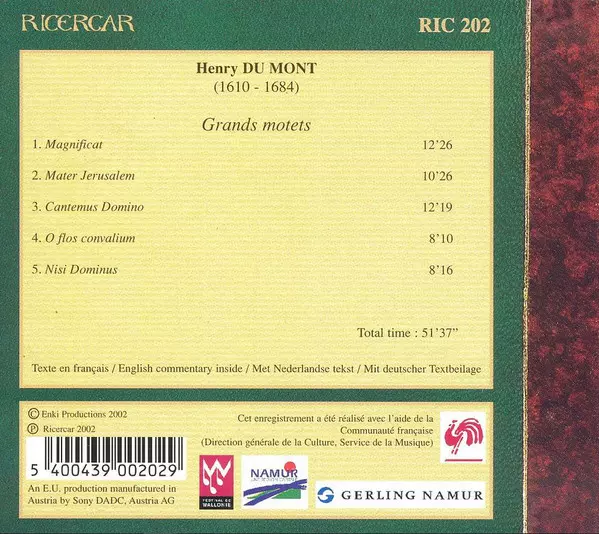 RICERCAR
RIC 202
Henry DU MONT
(1610 - 1684)
Grands motets
1. Magnificat 12'26
2. Mater Jerusalem 10'26
3. Cantemus Domino 12'19
4. O flos convalium 8'10
5. Nisi Dominus 8'16
Total time : 51'37"
Texte en français / English commentary inside / Met Nederlandse tekst / Mit deutscher Textbeilage
© Enki Productions 2002
℗ Ricercar 2002
Cet enregistrement a été réalisé avec l'aide de la
Communauté française
(Direction générale de la Culture, Service de la Musique)
5 400439 002029
An E.U. production manufactured in
Austria by Sony DADC, Austria AG
FESTIVAL DE
WALLONIE
NAMUR
GERLING NAMUR